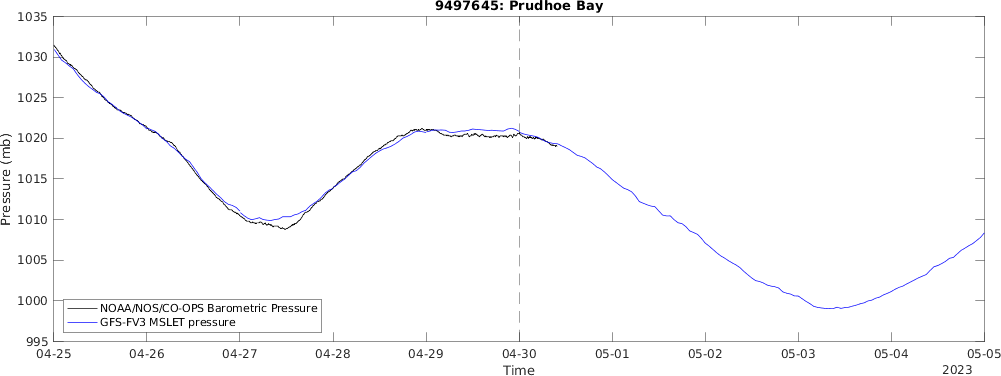 9497645: Prudhoe Bay
Pressure (mb)
1035
1030
1025
1020
1015
1010
1005
1000
995
NOAA/NOS/CO-OPS Barometric Pressure
GFS-FV3 MSLET pressure
04-25 04-26 04-27 04-28 04-29 04-30 05-01 05-02 05-03 05-04 05-05
Time
2023